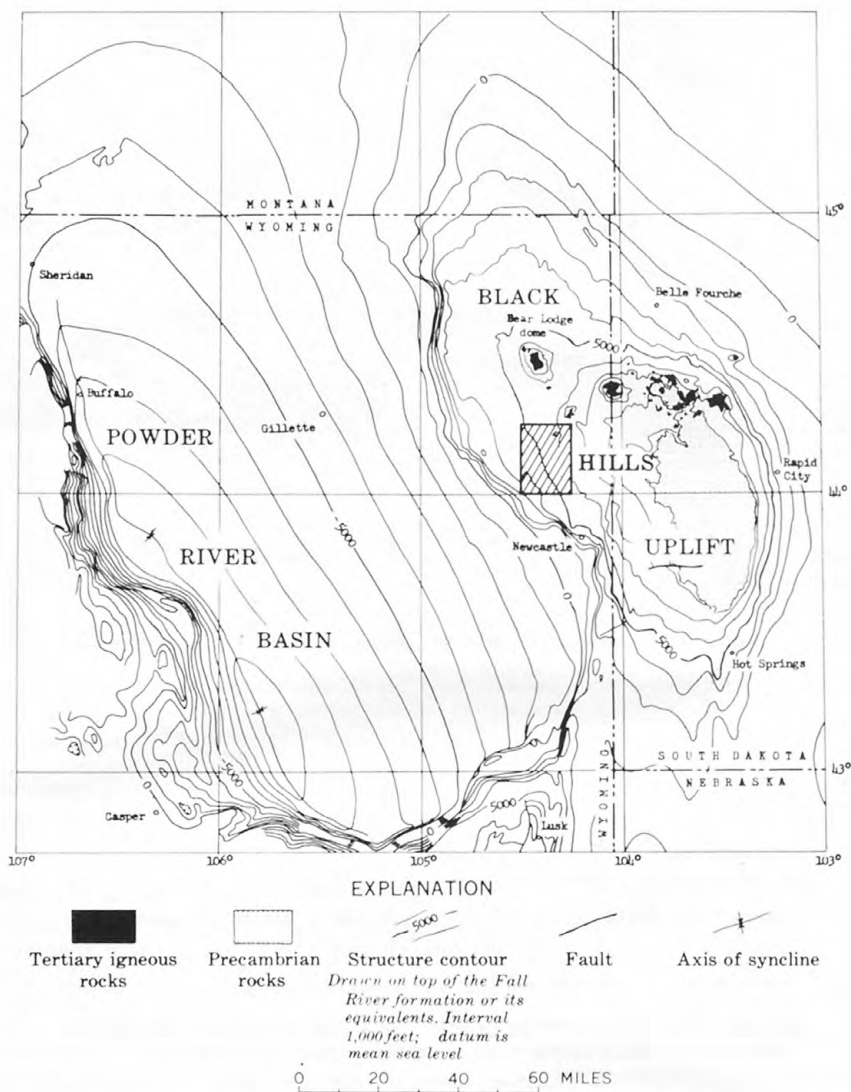 MONTANA
WYOMING
45°
Sheridan
BLACK
Bear Lodge
dome
Belle Fourche
5000
Buffalo
POWDER
Gillette
HILLS
Rapid
City
44°
-5000
Newcastle
UPLIFT
RIVER
BASIN
5000
Hot Springs
0
0
0
-5000
WYOMING
SOUTH DAKOTA
NEBRASKA
43°
Casper
5000
Lusk
107°
106°
105°
104°
103°
EXPLANATION
5000
Tertiary igneous
rocks
Precambrian
rocks
Structure contour
Drawn on top of the Fall
River formation or its
equivalents. Interval
1,000 feet; datum is
mean sea level
Fault
Axis of syncline
0 20 40 60 MILES